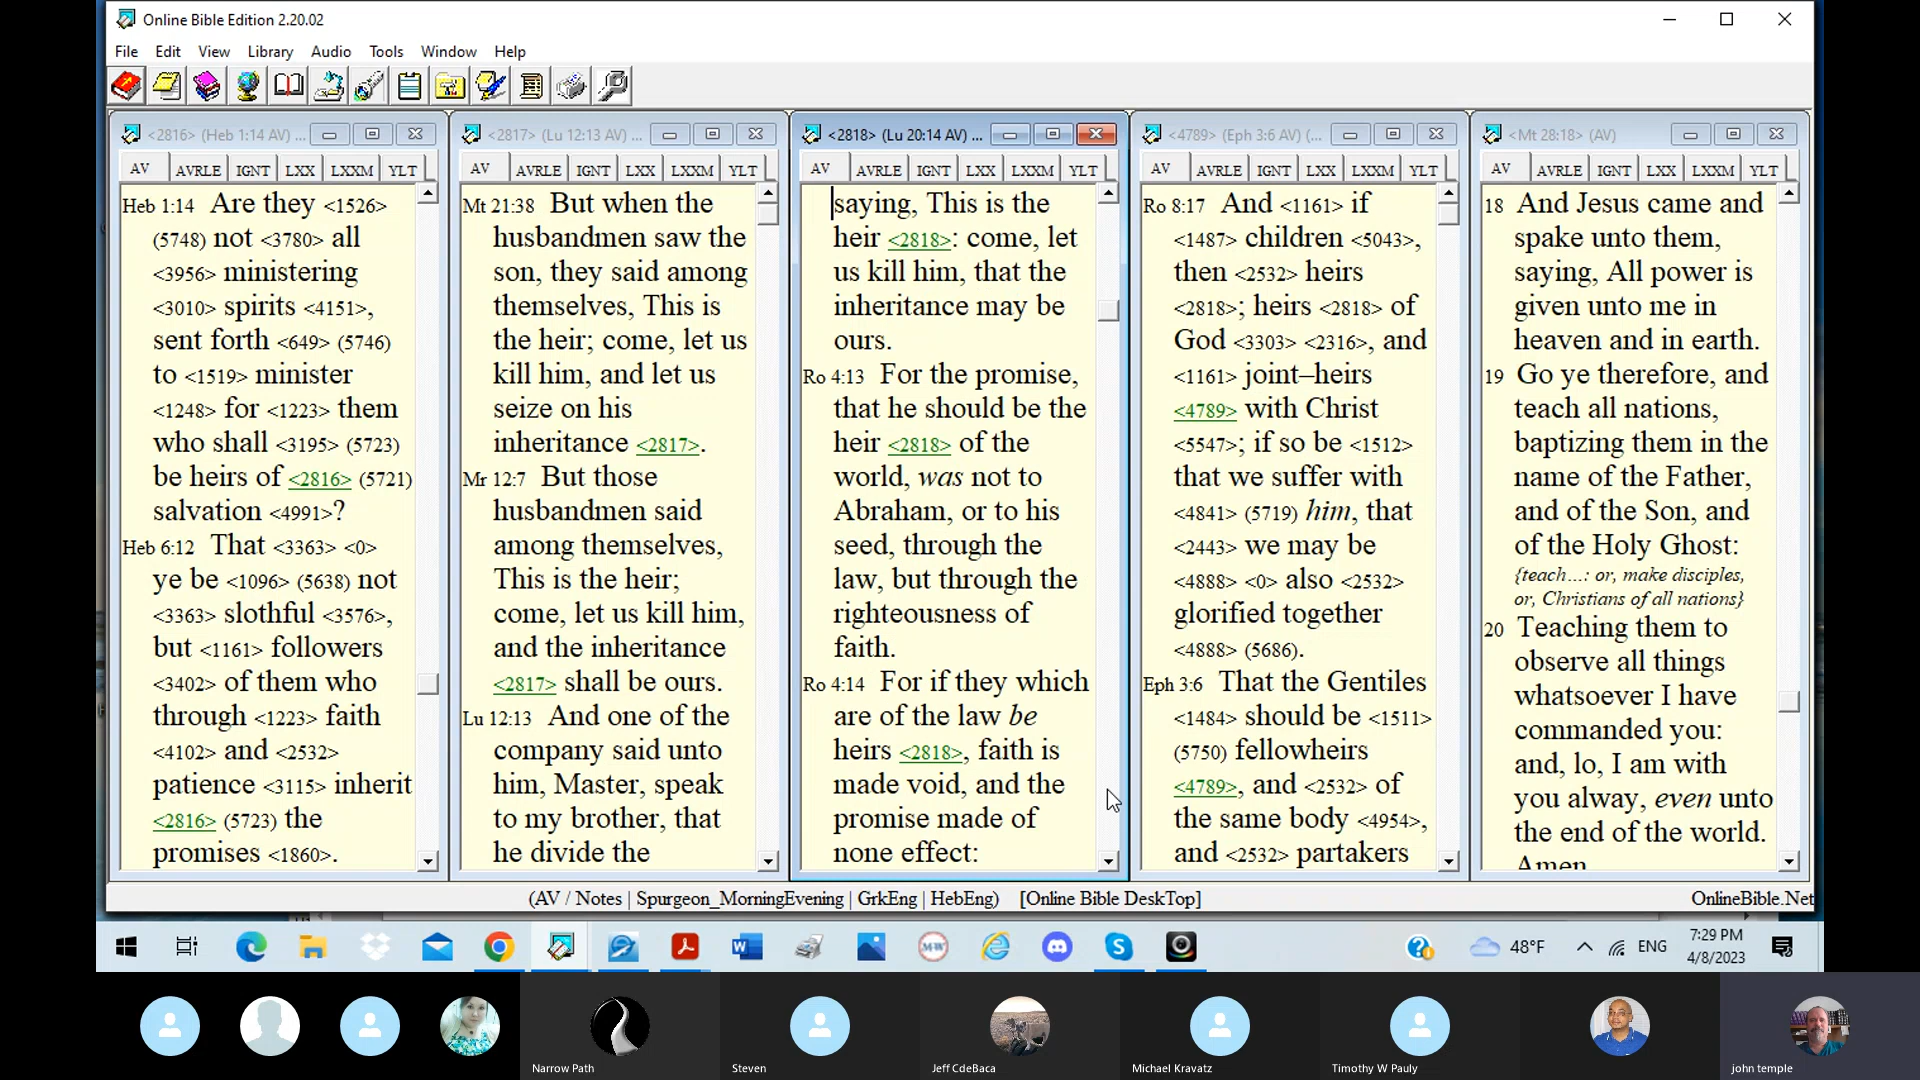 Online Bible Edition 2.20.02
File Edit View Library Audio Tools Window Help
<2816> (Heb 1:14 AV) ...
AV AVRLE IGNT LXX LXXM YLT
Heb 1:14 Are they <1526>
(5748) not <3780> all
<3956> ministering
<3010> spirits <4151>,
sent forth <649> (5746)
to <1519> minister
<1248> for <1223> them
who shall <3195> (5723)
be heirs of <2816> (5721)
salvation <4991>?
Heb 6:12 That <3363> <0>
ye be <1096> (5638) not
<3363> slothful <3576>,
but <1161> followers
<3402> of them who
through <1223> faith
<4102> and <2532>
patience <3115> inherit
<2816> (5723) the
promises <1860>.
<2817> (Lu 12:13 AV) ...
AV AVRLE IGNT LXX LXXM YLT
Mt 21:38 But when the
husbandmen saw the
son, they said among
themselves, This is
the heir; come, let us
kill him, and let us
seize on his
inheritance <2817>.
Mr 12:7 But those
husbandmen said
among themselves,
This is the heir;
come, let us kill him,
and the inheritance
<2817> shall be ours.
Lu 12:13 And one of the
company said unto
him, Master, speak
to my brother, that
he divide the
<2818> (Lu 20:14 AV) ...
AV AVRLE IGNT LXX LXXM YLT
saying, This is the
heir <2818>: come, let
us kill him, that the
inheritance may be
ours.
Ro 4:13 For the promise,
that he should be the
heir <2818> of the
world, was not to
Abraham, or to his
seed, through the
law, but through the
righteousness of
faith.
Ro 4:14 For if they which
are of the law be
heirs <2818>, faith is
made void, and the
promise made of
none effect:
<4789> (Eph 3:6 AV) (...
AV AVRLE IGNT LXX LXXM YLT
Ro 8:17 And <1161> if
<1487> children <5043>,
then <2532> heirs
<2818>; heirs <2818> of
God <3303> <2316>, and
<1161> joint–heirs
<4789> with Christ
<5547>; if so be <1512>
that we suffer with
<4841> (5719) him, that
<2443> we may be
<4888> <0> also <2532>
glorified together
<4888> (5686).
Eph 3:6 That the Gentiles
<1484> should be <1511>
(5750) fellowheirs
<4789>, and <2532> of
the same body <4954>,
and <2532> partakers
<Mt 28:18> (AV)
AV AVRLE IGNT LXX LXXM YLT
18 And Jesus came and
spake unto them,
saying, All power is
given unto me in
heaven and in earth.
19 Go ye therefore, and
teach all nations,
baptizing them in the
name of the Father,
and of the Son, and
of the Holy Ghost:
{teach...: or, make disciples,
or, Christians of all nations}
20 Teaching them to
observe all things
whatsoever I have
commanded you:
and, lo, I am with
you alway, even unto
the end of the world.
Amen
(AV / Notes | Spurgeon_MorningEvening | GrkEng | HebEng) [Online Bible DeskTop]
OnlineBible.Net
48°F ENG 7:29 PM
4/8/2023
Narrow Path
Steven
Jeff CdeBaca
Michael Kravatz
Timothy W Pauly
john temple